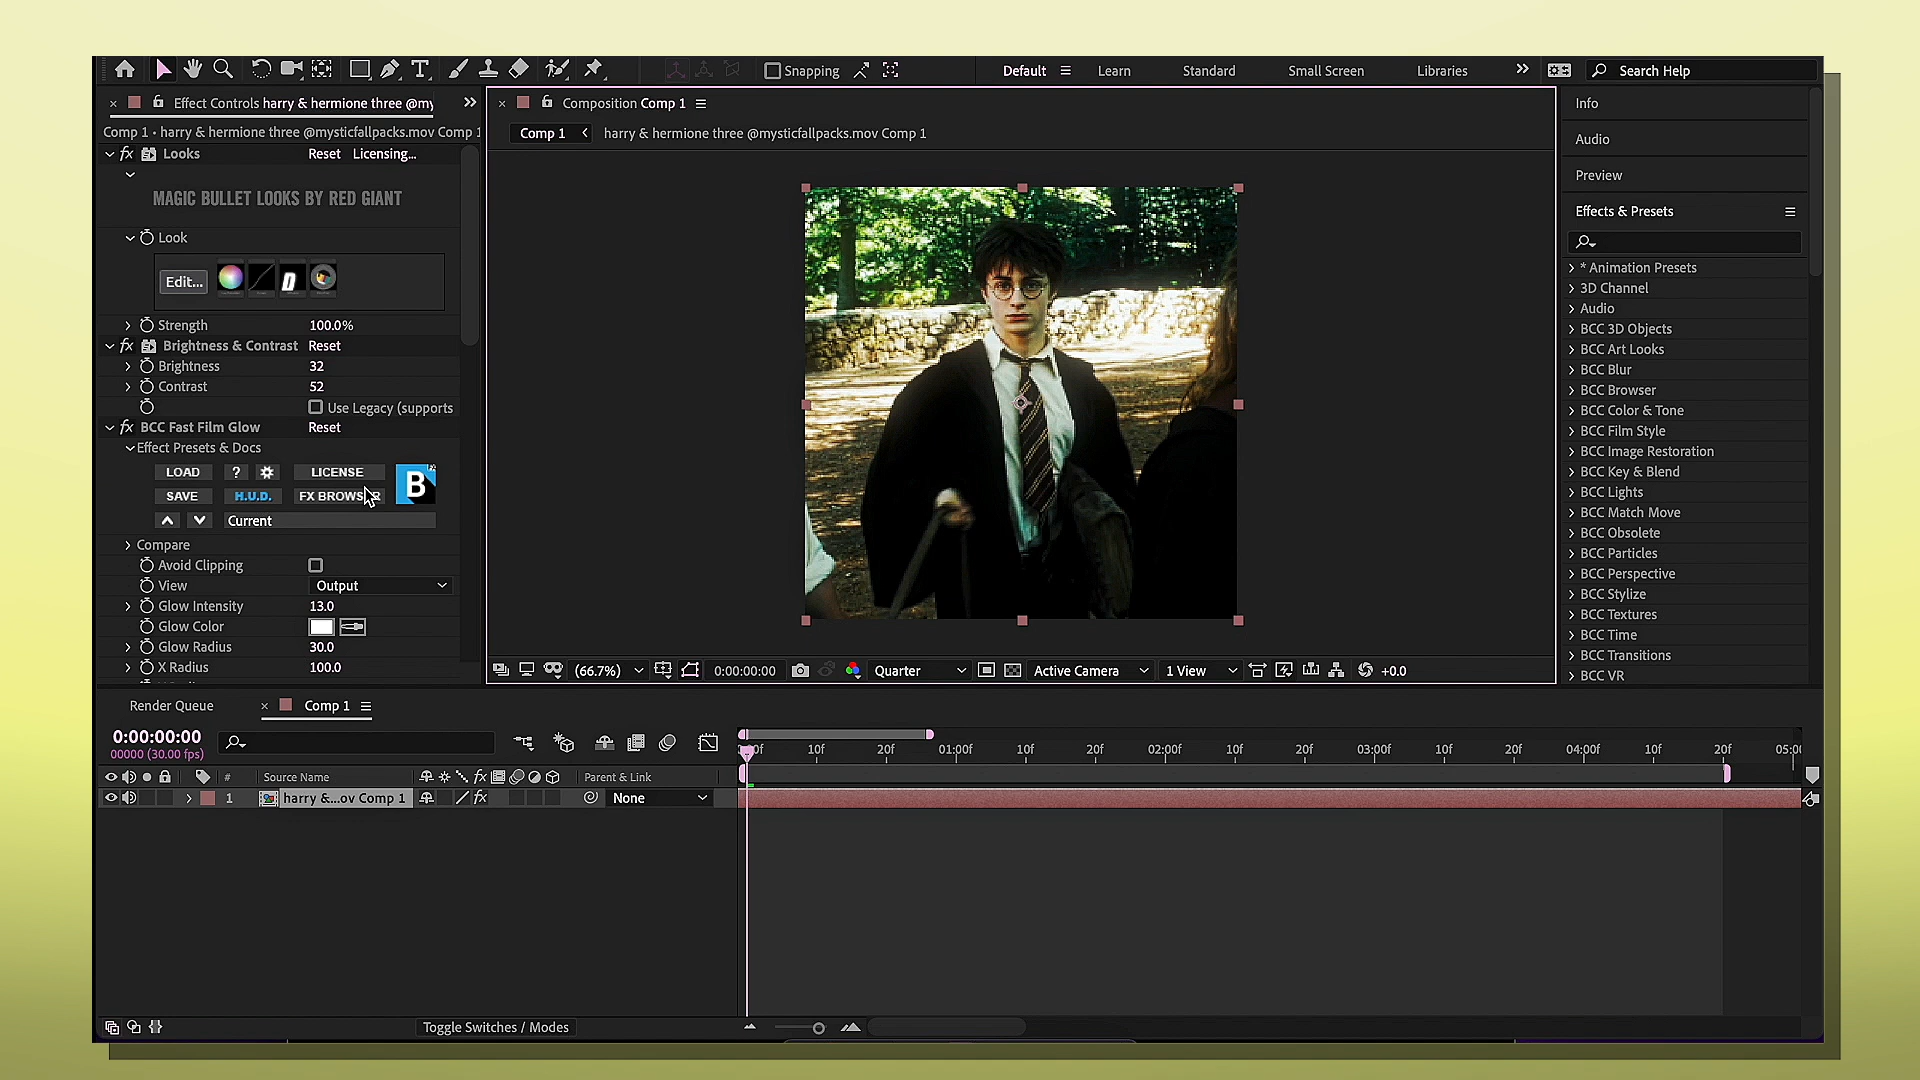 Snapping
Default
Learn
Standard
Small Screen
Libraries
Search Help
Effect Controls harry & hermione three @my
Comp 1 • harry & hermione three @mysticfallpacks.mov Comp 1
fx Looks Reset Licensing...
MAGIC BULLET LOOKS BY RED GIANT
Look
Edit...
Strength 100.0%
fx Brightness & Contrast Reset
Brightness 32
Contrast 52
Use Legacy (supports
fx BCC Fast Film Glow Reset
Effect Presets & Docs
LOAD ? LICENSE
B
SAVE H.U.D.
Current
Compare
Avoid Clipping
View Output
Glow Intensity 13.0
Glow Color
Glow Radius 30.0
X Radius 100.0
Composition Comp 1
Comp 1 harry & hermione three @mysticfallpacks.mov Comp 1
(66.7%) 0:00:00:00 Quarter Active Camera 1 View +0.0
Info
Audio
Preview
Effects & Presets
* Animation Presets
3D Channel
Audio
BCC 3D Objects
BCC Art Looks
BCC Blur
BCC Browser
BCC Color & Tone
BCC Film Style
BCC Image Restoration
BCC Key & Blend
BCC Lights
BCC Match Move
BCC Obsolete
BCC Particles
BCC Perspective
BCC Stylize
BCC Textures
BCC Time
BCC Transitions
BCC VR
Render Queue
Comp 1
0:00:00:00
00000 (30.00 fps)
10f 20f 01:00f 10f 20f 02:00f 10f 20f 03:00f 10f 20f 04:00f 10f 20f
# Source Name fx Parent & Link
1 harry &...ov Comp 1 fx None
Toggle Switches / Modes